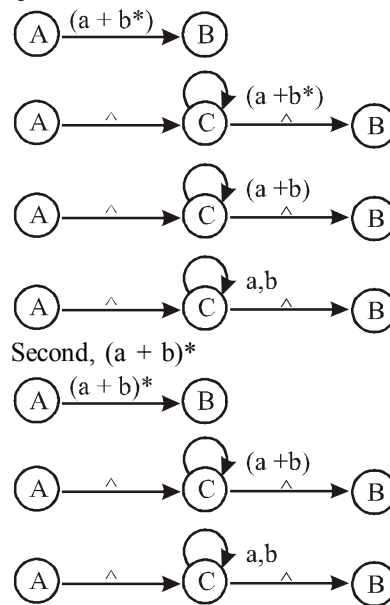 (a + b*)
A B
(a +b*)
A ^ C ^ B
(a +b)
A ^ C ^ B
a,b
A ^ C ^ B
Second, (a + b)*
(a + b)*
A B
(a +b)
A ^ C ^ B
a,b
A ^ C ^ B